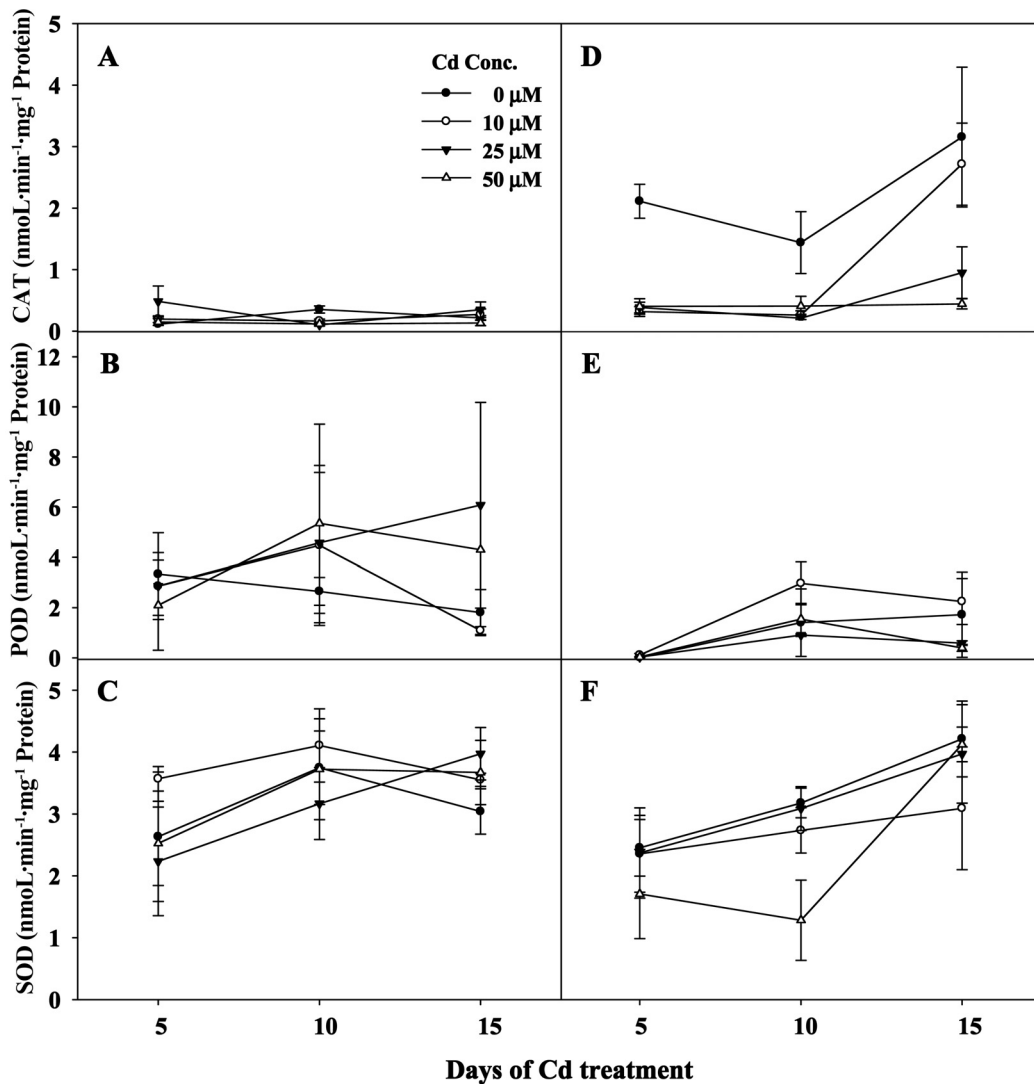 A
Cd Conc.
0 µM
10 µM
25 µM
50 µM
D
5
4
3
2
1
0
CAT (nmoL·min⁻¹·mg⁻¹ Protein)
B
E
12
10
8
6
4
2
0
POD (nmoL·min⁻¹·mg⁻¹ Protein)
C
F
5
4
3
2
1
0
SOD (nmoL·min⁻¹·mg⁻¹ Protein)
5 10 15 5 10 15
Days of Cd treatment